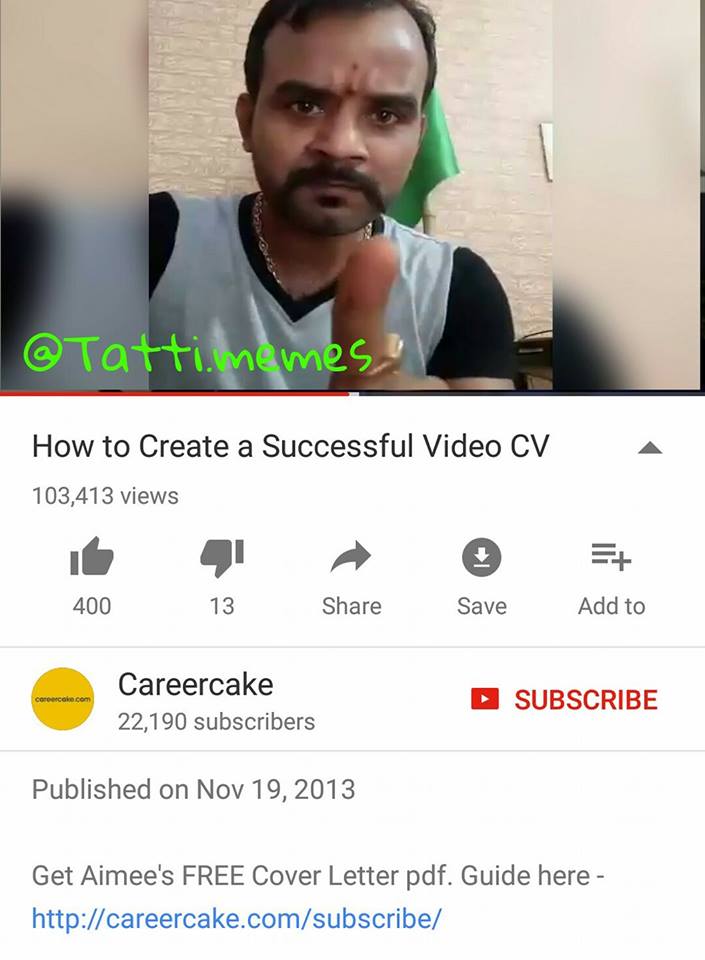 @Tatti.memes
How to Create a Successful Video CV
103,413 views
400 13 Share Save Add to
careercake.com
Careercake
SUBSCRIBE
22,190 subscribers
Published on Nov 19, 2013
Get Aimee's FREE Cover Letter pdf. Guide here -
http://careercake.com/subscribe/